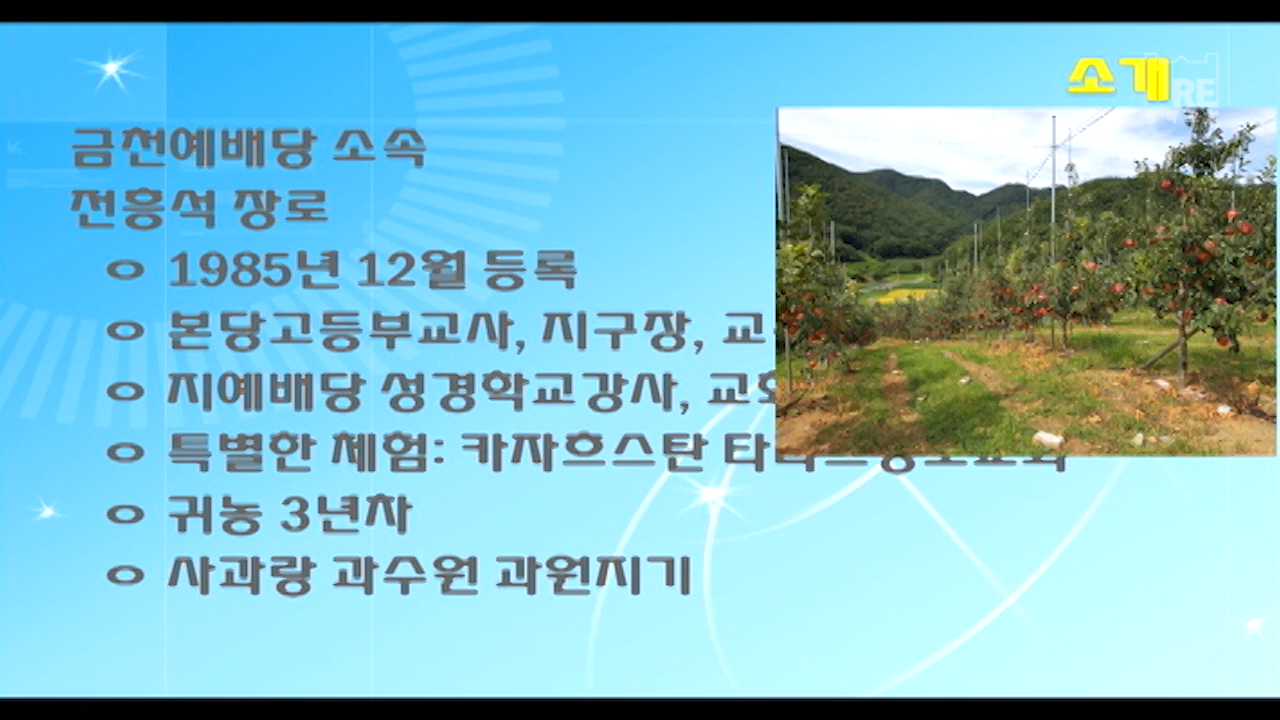 소개
RE
금천예배당 소속
전흥석 장로
1985년 12월 등록
본당고등부교사, 지구장,
지예배당 성경학교강사,
특별한 체험: 카자흐스탄
귀농 3년차
사과랑 과수원 과원지기